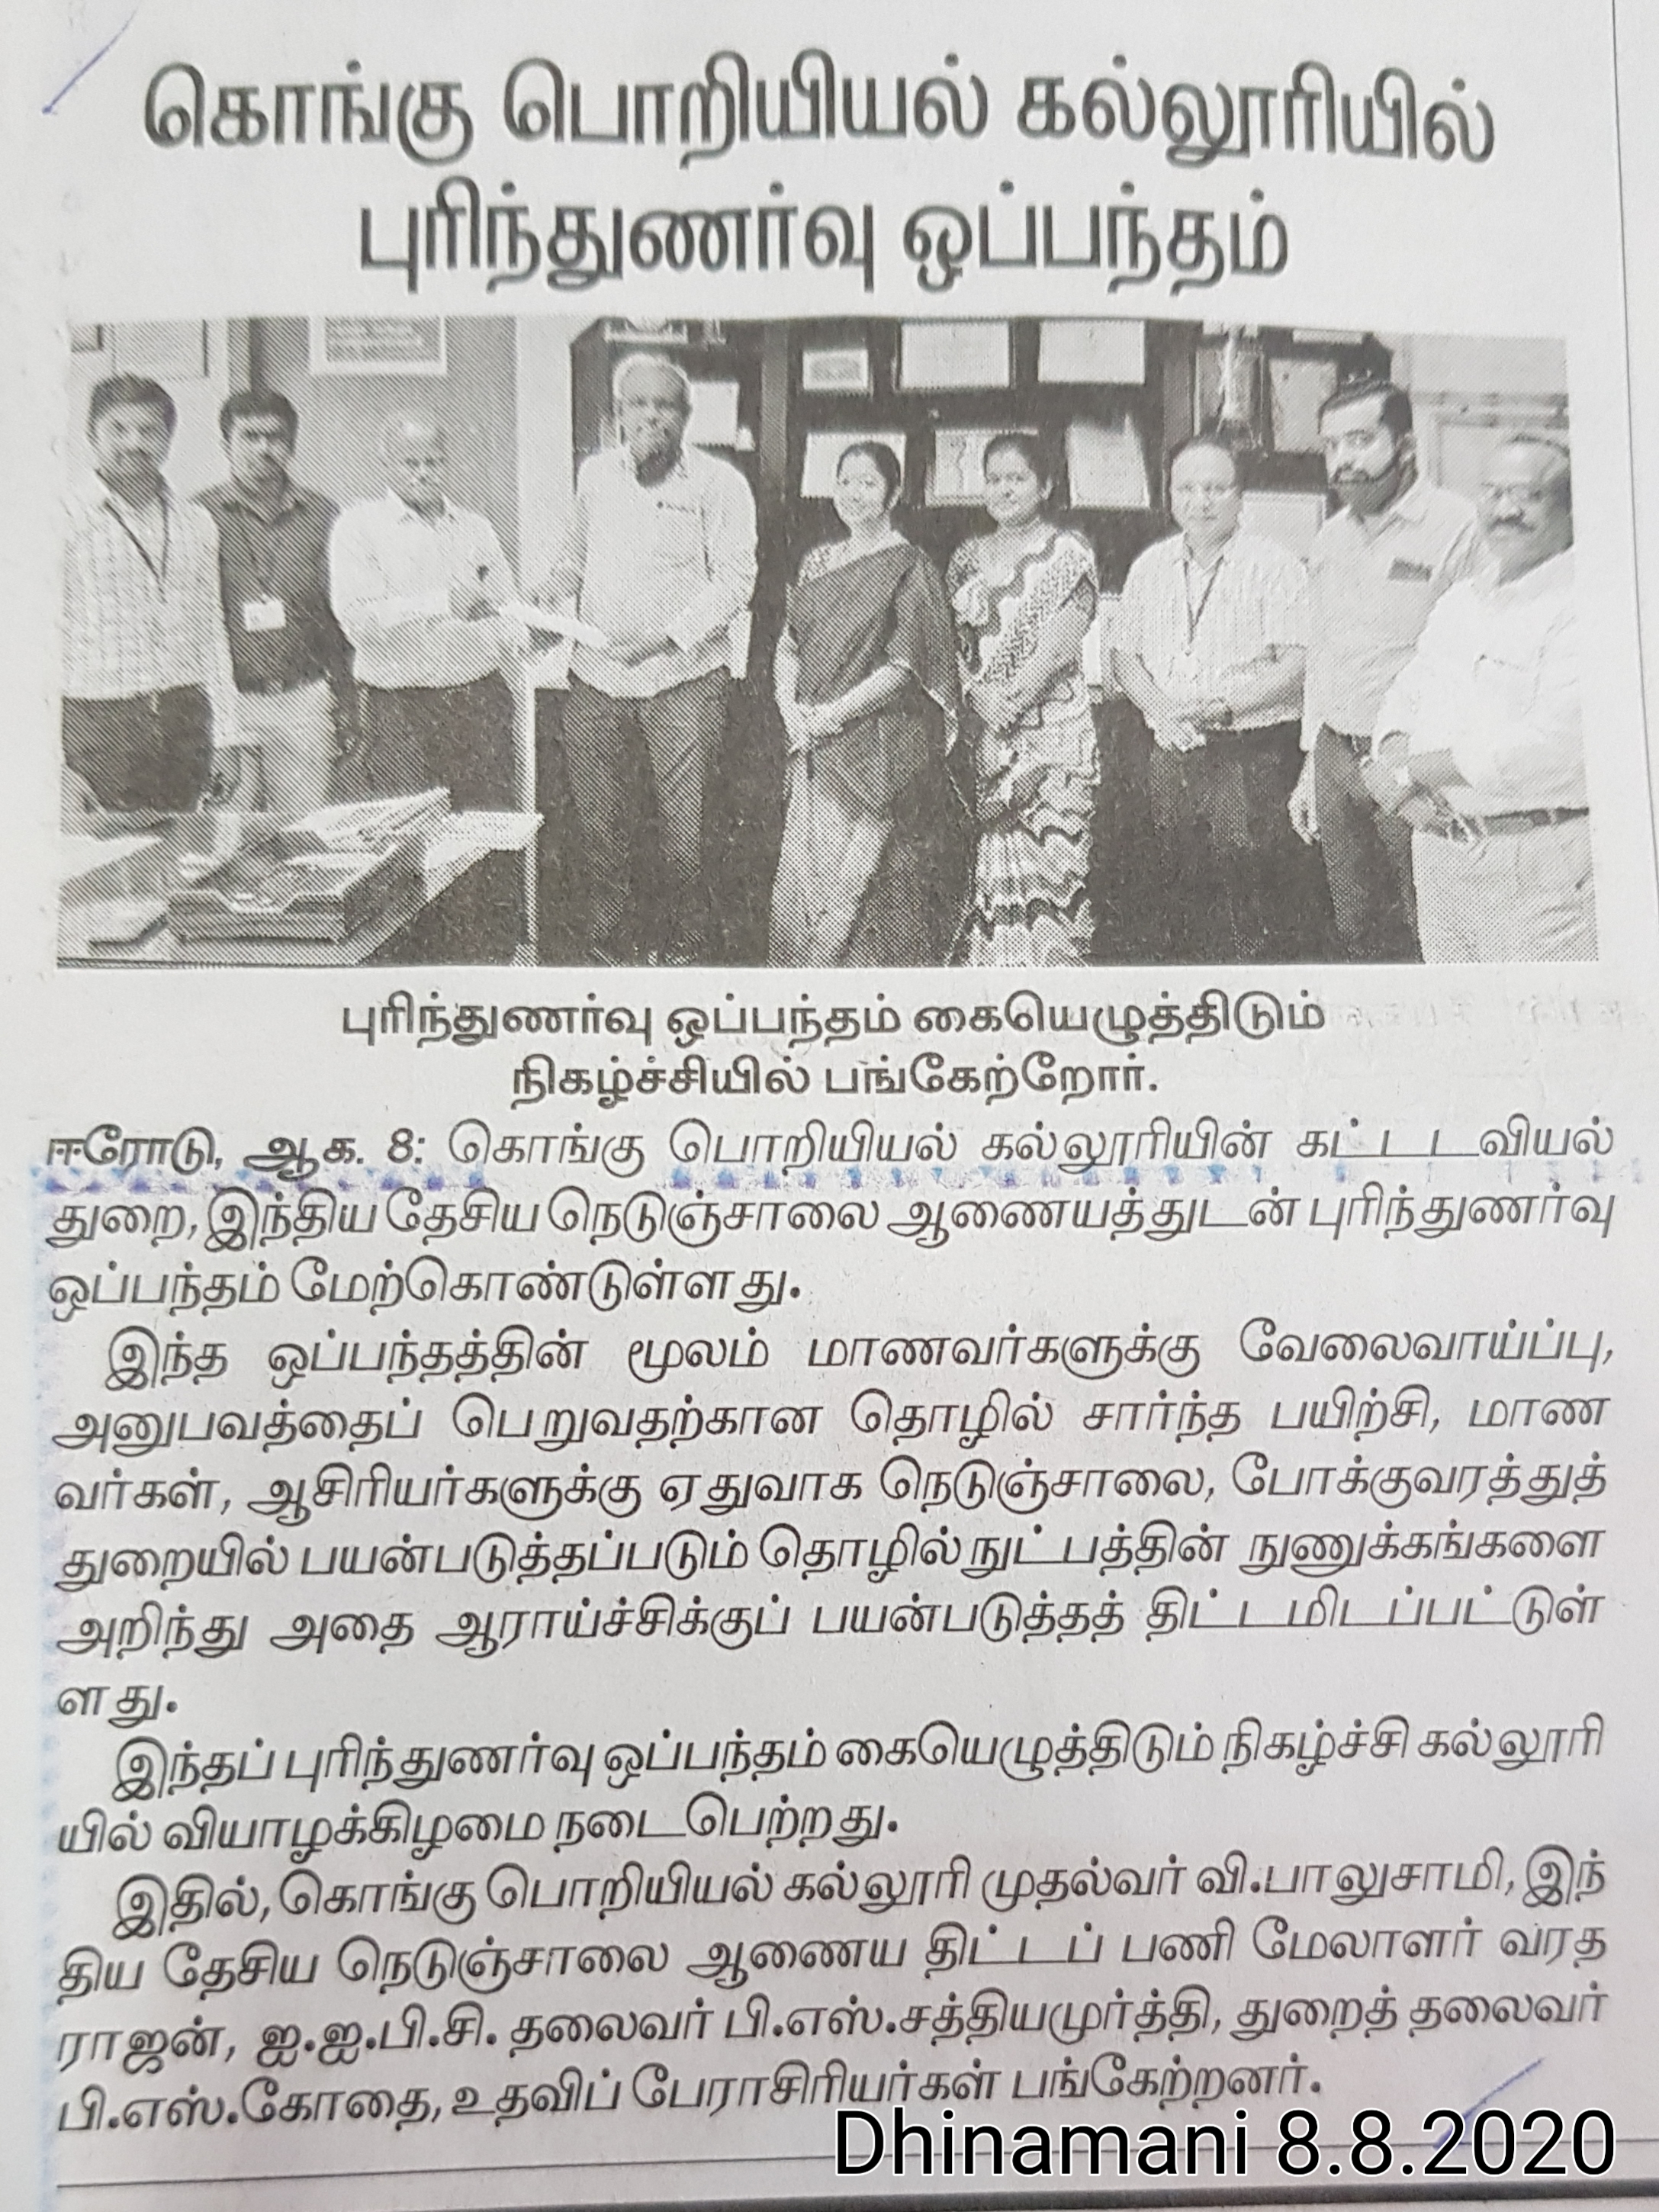 கொங்கு பொறியியல் கல்லூரியில்
புரிந்துணர்வு ஒப்பந்தம்
புரிந்துணர்வு ஒப்பந்தம் கையெழுத்திடும்
நிகழ்ச்சியில் பங்கேற்றோர்.
ஈரோடு, ஆக. 8: கொங்கு பொறியியல் கல்லூரியின் கட்டடவியல்
துறை, இந்திய தேசிய நெடுஞ்சாலை ஆணையத்துடன் புரிந்துணர்வு
ஒப்பந்தம் மேற்கொண்டுள்ளது.
இந்த ஒப்பந்தத்தின் மூலம் மாணவர்களுக்கு வேலைவாய்ப்பு,
அனுபவத்தைப் பெறுவதற்கான தொழில் சார்ந்த பயிற்சி, மாண
வர்கள், ஆசிரியர்களுக்கு ஏதுவாக நெடுஞ்சாலை, போக்குவரத்துத்
துறையில் பயன்படுத்தப்படும் தொழில்நுட்பத்தின் நுணுக்கங்களை
அறிந்து அதை ஆராய்ச்சிக்குப் பயன்படுத்தத் திட்டமிடப்பட்டுள்
ளது.
இந்தப் புரிந்துணர்வு ஒப்பந்தம் கையெழுத்திடும் நிகழ்ச்சி கல்லூரி
யில் வியாழக்கிழமை நடைபெற்றது.
இதில், கொங்கு பொறியியல் கல்லூரி முதல்வர் வி.பாலுசாமி, இந்
திய தேசிய நெடுஞ்சாலை ஆணைய திட்டப் பணி மேலாளர் வரத
ராஜன், ஐ.ஐ.பி.சி. தலைவர் பி.எஸ்.சத்தியமுர்த்தி, துறைத் தலைவர்
பி.எஸ்.கோதை, உதவிப் பேராசிரியர்கள் பங்கேற்றனர்.
Dhinamani 8.8.2020